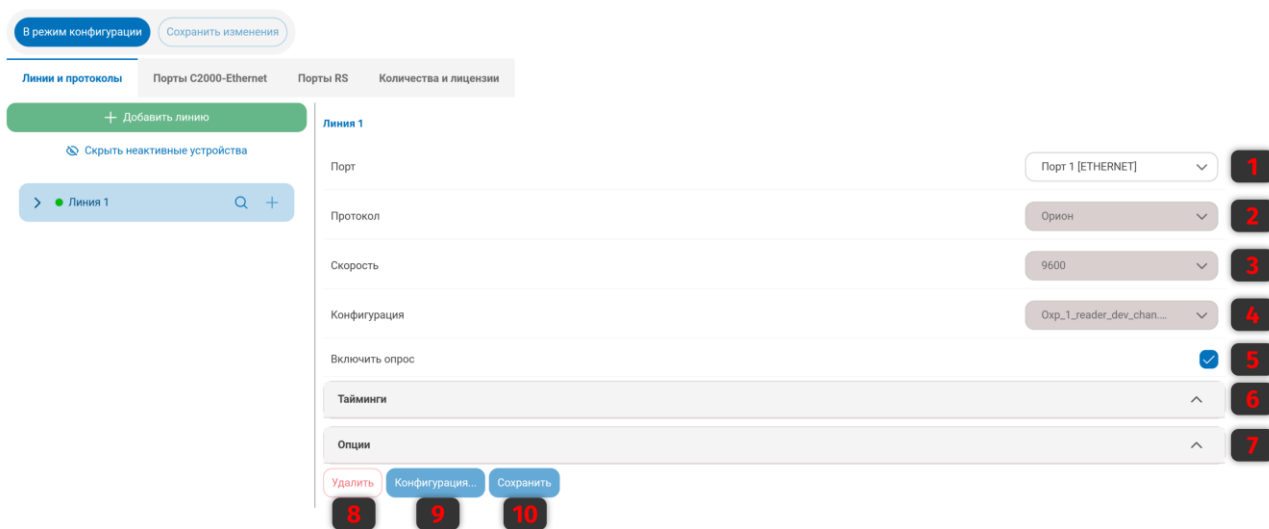 В режим конфигурации Сохранить изменения
Линии и протоколы Порты С2000-Ethernet Порты RS Количества и лицензии
+ Добавить линию
Скрыть неактивные устройства
Линия 1
Линия 1
Порт Порт 1 [ETHERNET] 1
Протокол Орион 2
Скорость 9600 3
Конфигурация Oxp_1_reader_dev_chan.... 4
Включить опрос 5
Тайминги 6
Опции 7
Удалить Конфигурация... Сохранить
8 9 10